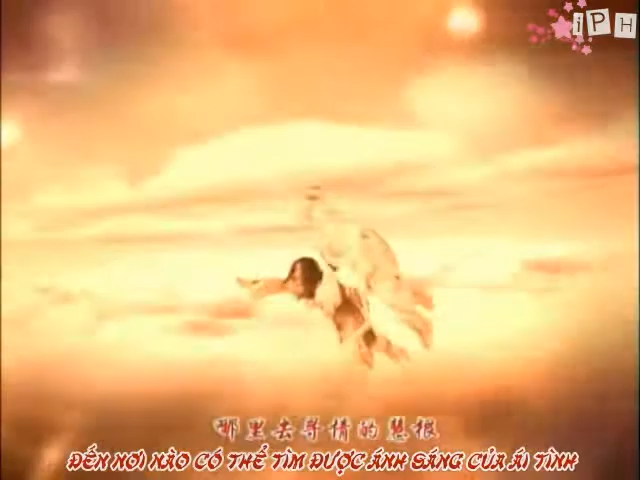 iPH
哪里去寻情的慧根
ĐẾN NƠI NÀO CÓ THỂ TÌM ĐƯỢC ÁNH SÁNG CỦA ÁI TÌNH